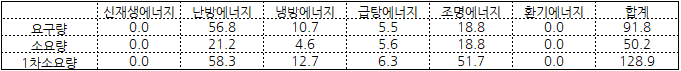 신재생에너지 난방에너지 냉방에너지 급탕에너지 조명에너지 환기에너지 합계
요구량 0.0 56.8 10.7 5.5 18.8 0.0 91.8
소요량 0.0 21.2 4.6 5.6 18.8 0.0 50.2
1차소요량 0.0 58.3 12.7 6.3 51.7 0.0 128.9